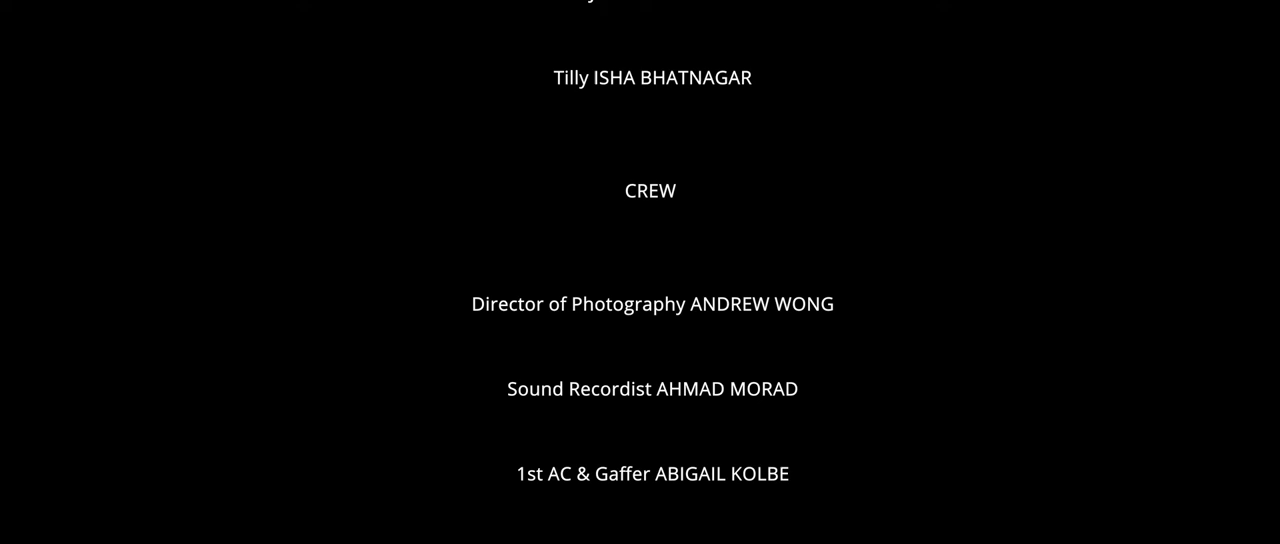 Tilly ISHA BHATNAGAR
CREW
Director of Photography ANDREW WONG
Sound Recordist AHMAD MORAD
1st AC & Gaffer ABIGAIL KOLBE